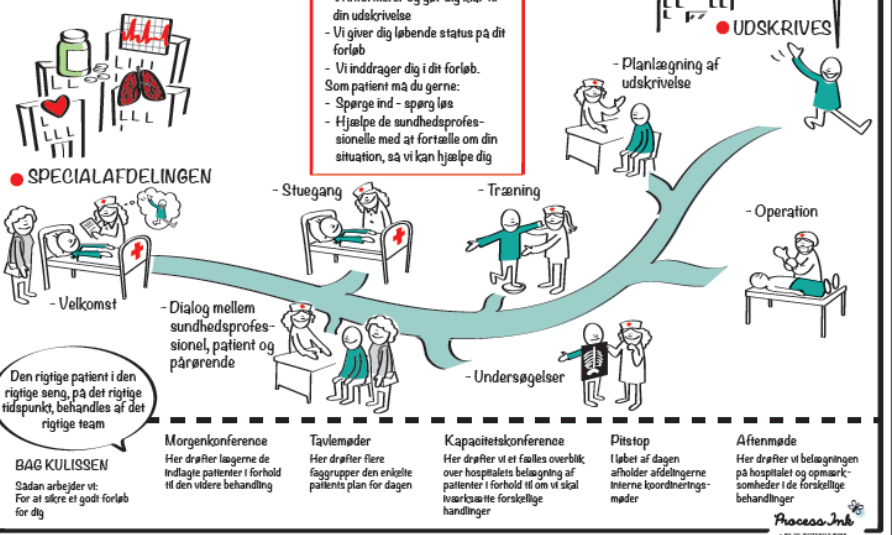 din udskrivelse
- Vi giver dig løbende status på dit
forløb
- Vi inddrager dig i dit forløb.
Som patient må du gerne:
- Spørge ind - spørg løs
- Hjælpe de sundhedsprofes-
sionelle med at fortælle om din
situation, så vi kan hjælpe dig
UDSKRIVES
- Planlægning af
udskrivelse
SPECIALAFDELINGEN
- Stuegang
- Træning
- Operation
- Velkomst
- Dialog mellem
sundhedsprofes-
sionel, patient og
pårørende
- Undersøgelser
Den rigtige patient i den
rigtige seng, på det rigtige
tidspunkt, behandles af det
rigtige team
BAG KULISSEN
Sådan arbejder vi:
For at sikre et godt forløb
for dig
Morgenkonference
Her drøfter lægerne de
indlagte patienter i forhold
til den videre behandling
Tavlemøder
Her drøfter flere
faggrupper den enkelte
patients plan for dagen
Kapacitetskonference
Her drøfter vi et fælles overblik
over hospitalets belægning af
patienter i forhold til om vi skal
iværksætte forskellige
handlinger
Pitstop
I løbet af dagen
afholder afdelingerne
interne koordinerings-
møder
Aftenmøde
Her drøfter vi belægningen
på hospitalet og opmærk-
somheder i de forskellige
behandlinger
Process Ink